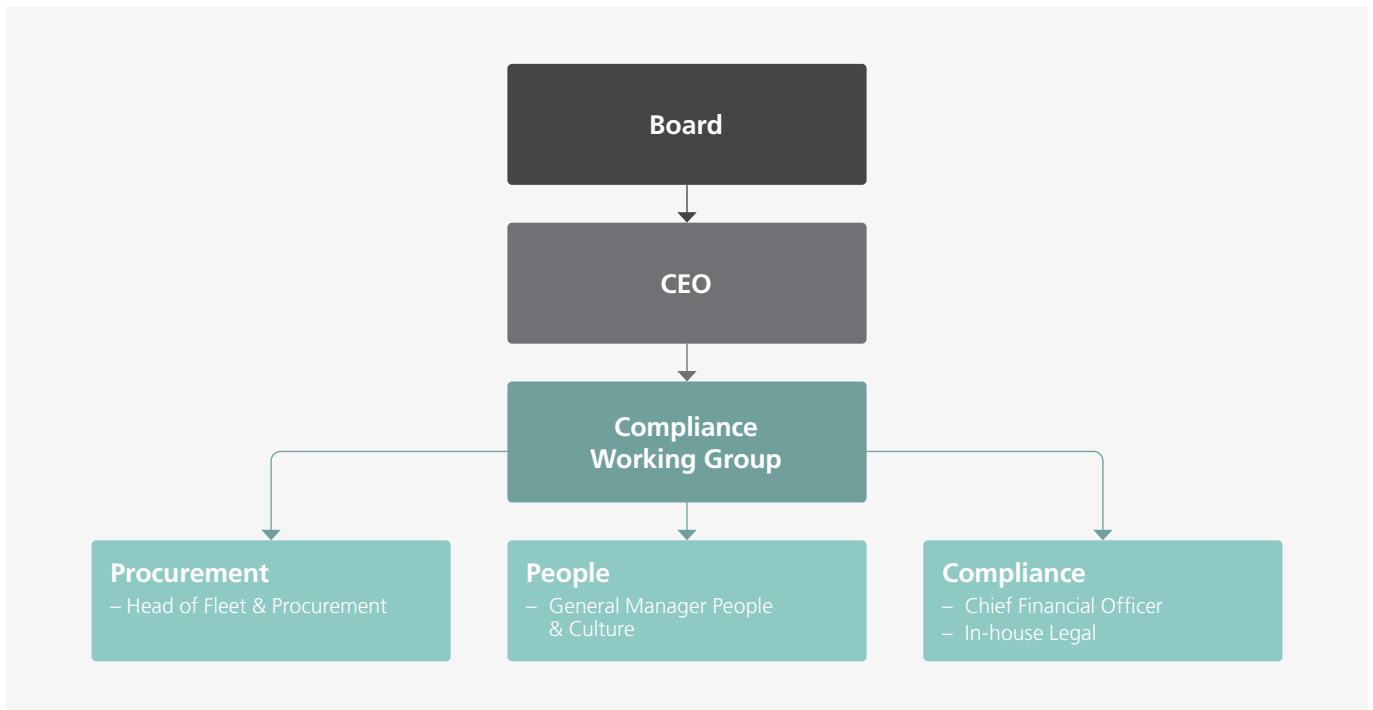 Board
CEO
Compliance
Working Group
Procurement
– Head of Fleet & Procurement
People
– General Manager People
& Culture
Compliance
– Chief Financial Officer
– In-house Legal